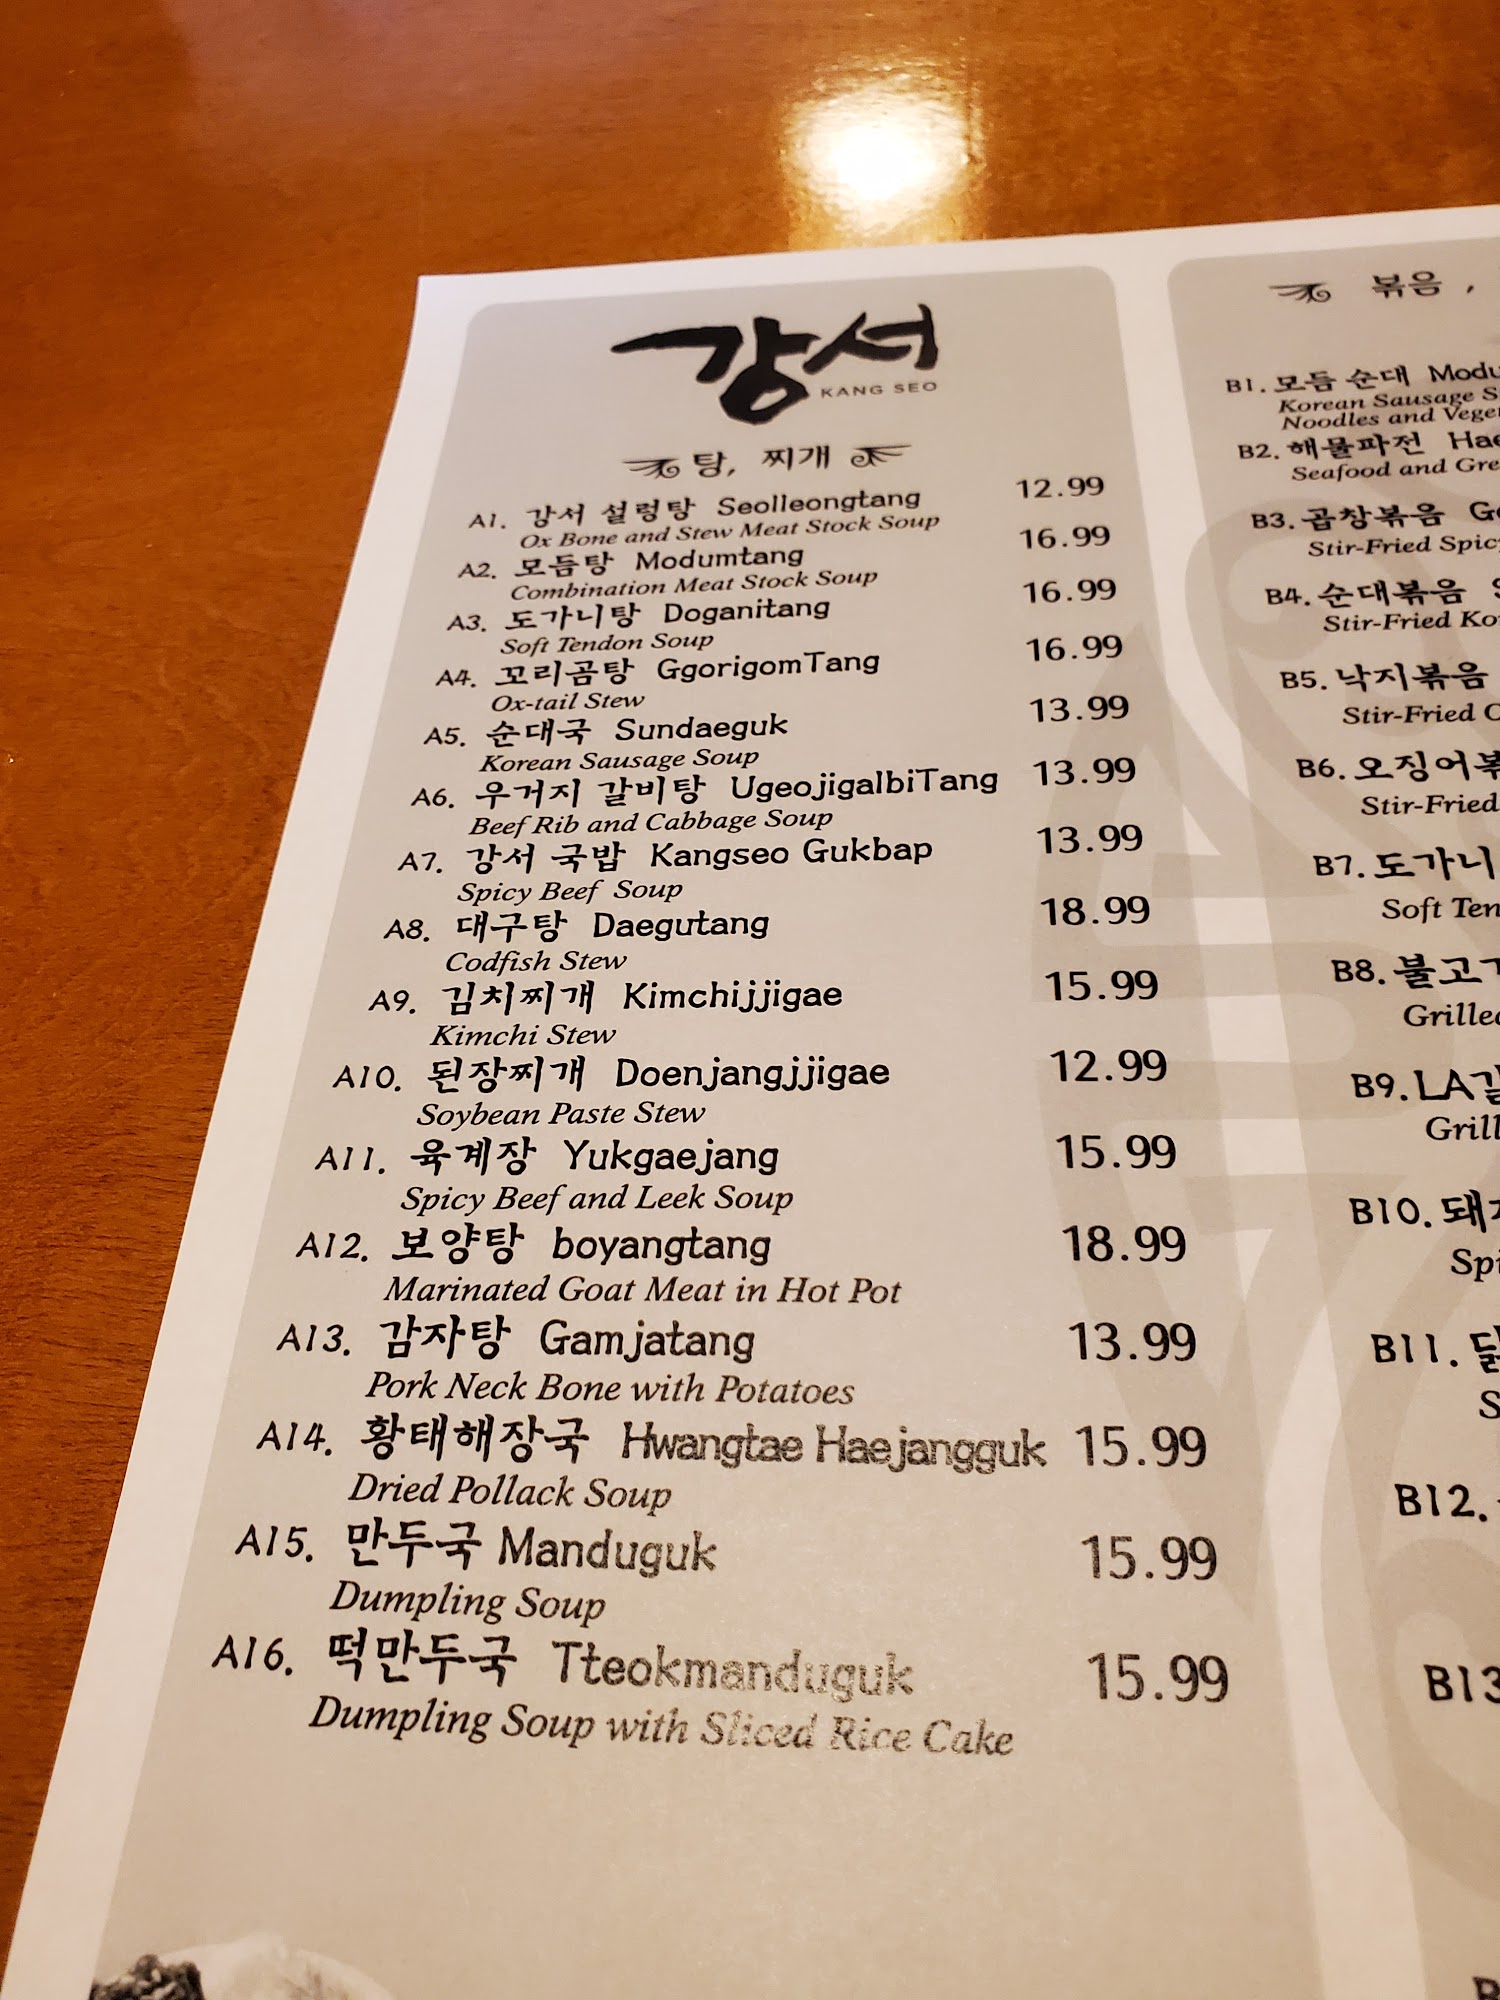 강서
KANG SEO
탕, 찌개
A1. 강서 설렁탕 Seolleongtang 12.99
Ox Bone and Stew Meat Stock Soup
A2. 모듬탕 Modumtang 16.99
Combination Meat Stock Soup
A3. 도가니탕 Doganitang 16.99
Soft Tendon Soup
A4. 꼬리곰탕 GgorigomTang 16.99
Ox-tail Stew
A5. 순대국 Sundaeguk 13.99
Korean Sausage Soup
A6. 우거지 갈비탕 UgeojigalbiTang 13.99
Beef Rib and Cabbage Soup
A7. 강서 국밥 Kangseo Gukbap 13.99
Spicy Beef Soup
A8. 대구탕 Daegutang 18.99
Codfish Stew
A9. 김치찌개 Kimchijjigae 15.99
Kimchi Stew
A10. 된장찌개 Doenjangjjigae 12.99
Soybean Paste Stew
A11. 육계장 Yukgaejang 15.99
Spicy Beef and Leek Soup
A12. 보양탕 boyangtang 18.99
Marinated Goat Meat in Hot Pot
A13. 감자탕 Gamjatang 13.99
Pork Neck Bone with Potatoes
A14. 황태해장국 Hwangtae Haejangguk 15.99
Dried Pollack Soup
A15. 만두국 Manduguk 15.99
Dumpling Soup
A16. 떡만두국 Tteokmanduguk 15.99
Dumpling Soup with Sliced Rice Cake
볶음 ,
B1. 모듬 순대
Korean Sausage
Noodles and
B2. 해물파전
Seafood and
B3. 곱창볶음
Stir-Fried
B4. 순대볶음
Stir-Fried
B5. 낙지볶음
Stir-Fried
B6. 오징어
Stir-Fried
B7. 도가니
Soft
B8. 불고
B9. LA
B10. 돼
B11.
B12.
B13